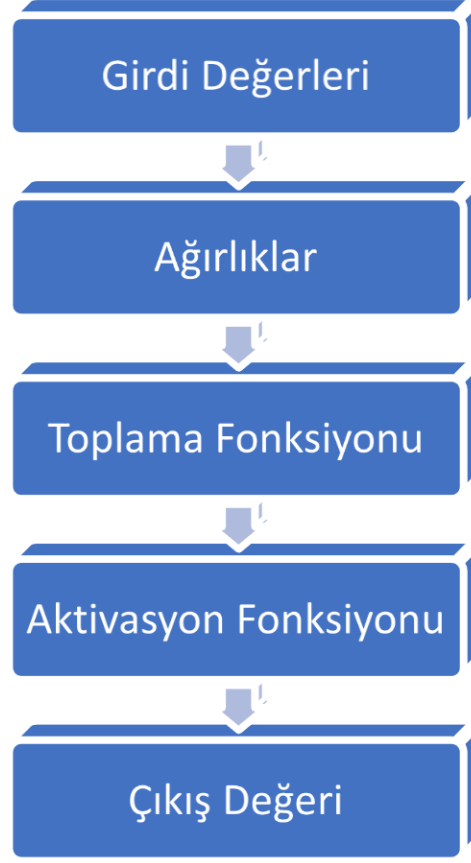 Girdi Değerleri
Ağırlıklar
Toplama Fonksiyonu
Aktivasyon Fonksiyonu
Çıkış Değeri